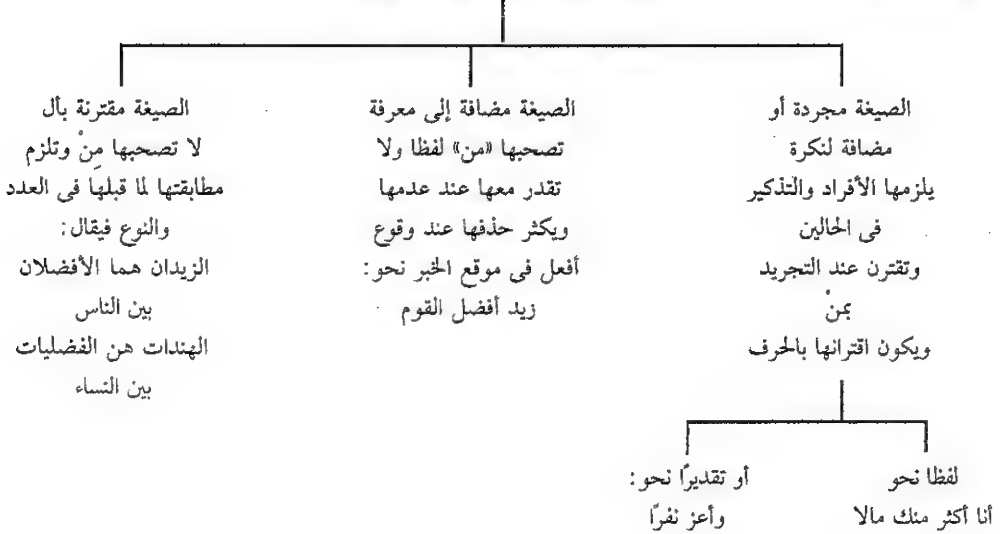 الصيغة مجردة أو
مضافة لنكرة
يلزمها الأفراد والتذكير
فى الحالين
وتقترن عند التجريد
بمنْ
ويكون اقترانها بالحرف
لفظا نحو
أنا أكثر منك مالا
أو تقديرًا نحو:
وأعز نفرًا
الصيغة مضافة إلى معرفة
تصحبها «من» لفظا ولا
تقدر معها عند عدمها
ويكثر حذفها عند وقوع
أفعل فى موقع الخبر نحو:
زيد أفضل القوم
الصيغة مقترنة بأل
لا تصحبها مِنْ وتلزم
مطابقتها لما قبلها فى العدد
والنوع فيقال:
الزيدان هما الأفضلان
بين الناس
الهندات هن الفضليات
بين النساء